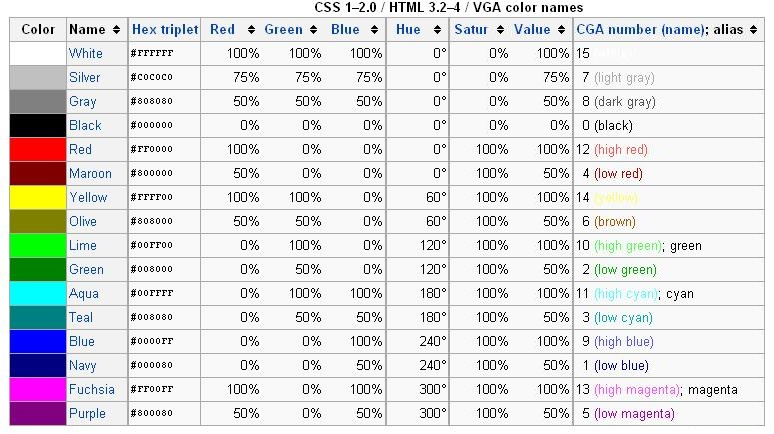 CSS 1–2.0 / HTML 3.2–4 / VGA color names
Color Name Hex triplet Red Green Blue Hue Satur Value CGA number (name); alias
White #FFFFFF 100% 100% 100% 0° 0% 100% 15 (white)
Silver #C0C0C0 75% 75% 75% 0° 0% 75% 7 (light gray)
Gray #808080 50% 50% 50% 0° 0% 50% 8 (dark gray)
Black #000000 0% 0% 0% 0° 0% 0% 0 (black)
Red #FF0000 100% 0% 0% 0° 100% 100% 12 (high red)
Maroon #800000 50% 0% 0% 0° 100% 50% 4 (low red)
Yellow #FFFF00 100% 100% 0% 60° 100% 100% 14 (yellow)
Olive #808000 50% 50% 0% 60° 100% 50% 6 (brown)
Lime #00FF00 0% 100% 0% 120° 100% 100% 10 (high green); green
Green #008000 0% 50% 0% 120° 100% 50% 2 (low green)
Aqua #00FFFF 0% 100% 100% 180° 100% 100% 11 (high cyan); cyan
Teal #008080 0% 50% 50% 180° 100% 50% 3 (low cyan)
Blue #0000FF 0% 0% 100% 240° 100% 100% 9 (high blue)
Navy #000080 0% 0% 50% 240° 100% 50% 1 (low blue)
Fuchsia #FF00FF 100% 0% 100% 300° 100% 100% 13 (high magenta); magenta
Purple #800080 50% 0% 50% 300° 100% 50% 5 (low magenta)